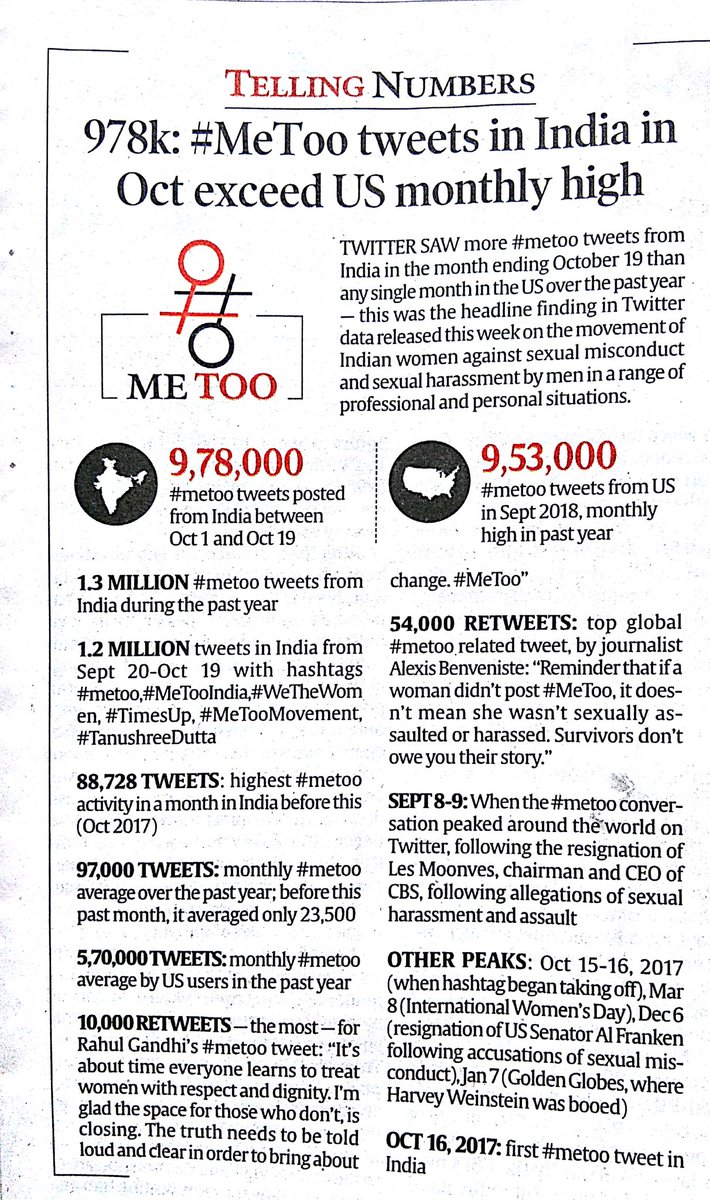 TELLING NUMBERS
978k: #MeToo tweets in India in
Oct exceed US monthly high
ME TOO
TWITTER SAW more #metoo tweets from
India in the month ending October 19 than
any single month in the US over the past year
— this was the headline finding in Twitter
data released this week on the movement of
Indian women against sexual misconduct
and sexual harassment by men in a range of
professional and personal situations.
9,78,000
#metoo tweets posted
from India between
Oct 1 and Oct 19
9,53,000
#metoo tweets from US
in Sept 2018, monthly
high in past year
1.3 MILLION #metoo tweets from
India during the past year
1.2 MILLION tweets in India from
Sept 20-Oct 19 with hashtags
#metoo,#MeTooIndia,#WeTheWom
en, #TimesUp, #MeTooMovement,
#TanushreeDutta
88,728 TWEETS: highest #metoo
activity in a month in India before this
(Oct 2017)
97,000 TWEETS: monthly #metoo
average over the past year; before this
past month, it averaged only 23,500
5,70,000 TWEETS: monthly #metoo
average by US users in the past year
10,000 RETWEETS — the most — for
Rahul Gandhi's #metoo tweet: “It's
about time everyone learns to treat
women with respect and dignity. I'm
glad the space for those who don't, is
closing. The truth needs to be told
loud and clear in order to bring about
change. #MeToo”
54,000 RETWEETS: top global
#metoo related tweet, by journalist
Alexis Benveniste: “Reminder that if a
woman didn't post #MeToo, it does-
n't mean she wasn't sexually as-
saulted or harassed. Survivors don't
owe you their story.”
SEPT 8-9: When the #metoo conver-
sation peaked around the world on
Twitter, following the resignation of
Les Moonves, chairman and CEO of
CBS, following allegations of sexual
harassment and assault
OTHER PEAKS: Oct 15-16, 2017
(when hashtag began taking off), Mar
8 (International Women's Day), Dec 6
(resignation of US Senator Al Franken
following accusations of sexual mis-
conduct), Jan 7 (Golden Globes, where
Harvey Weinstein was booed)
OCT 16, 2017: first #metoo tweet in
India